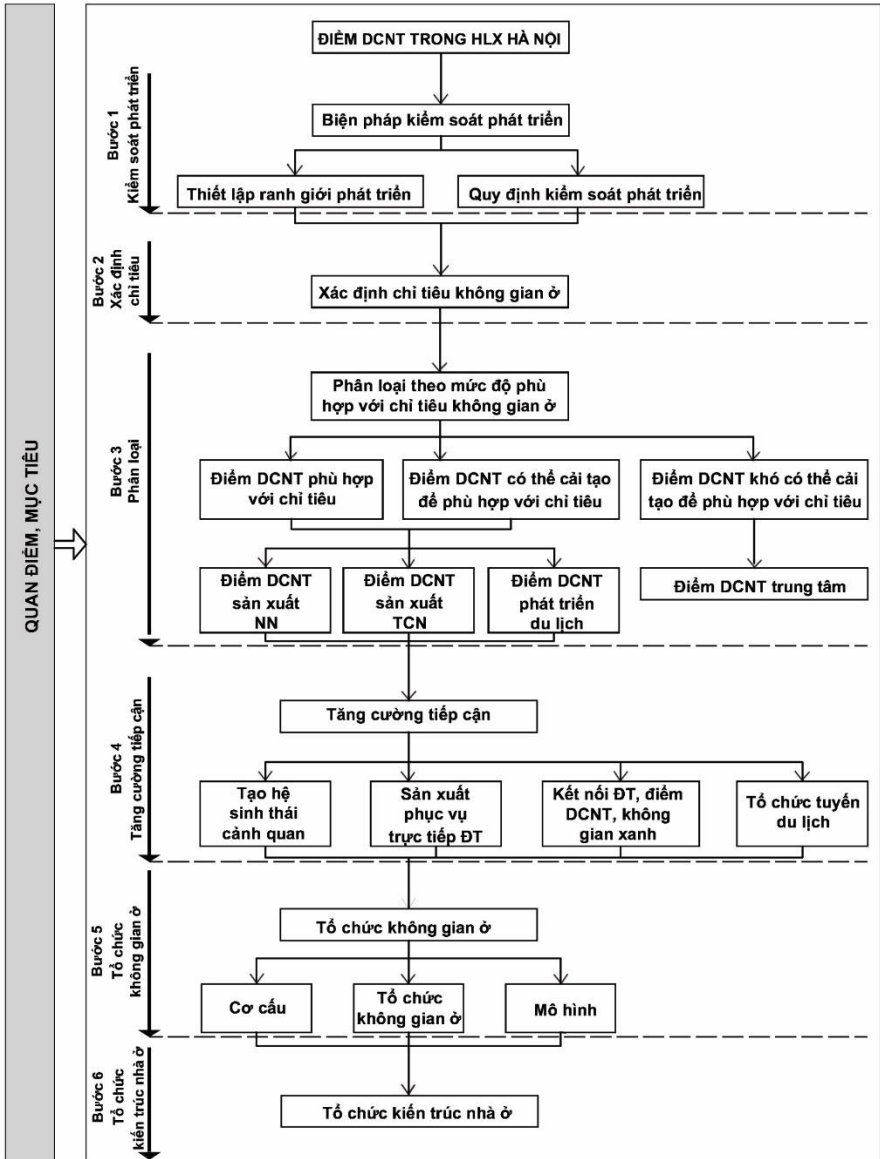 QUAN ĐIỂM, MỤC TIÊU
ĐIỂM DCNT TRONG HLX HÀ NỘI
Bước 1
Kiểm soát phát triển
Biện pháp kiểm soát phát triển
Thiết lập ranh giới phát triển
Quy định kiểm soát phát triển
Bước 2
Xác định
chỉ tiêu
Xác định chỉ tiêu không gian ở
Bước 3
Phân loại
Phân loại theo mức độ phù
hợp với chỉ tiêu không gian ở
Điểm DCNT phù hợp
với chỉ tiêu
Điểm DCNT có thể cải tạo
để phù hợp với chỉ tiêu
Điểm DCNT khó có thể cải
tạo để phù hợp với chỉ tiêu
Điểm DCNT
sản xuất
NN
Điểm DCNT
sản xuất
TCN
Điểm DCNT
phát triển
du lịch
Điểm DCNT trung tâm
Bước 4
Tăng cường tiếp cận
Tăng cường tiếp cận
Tạo hệ
sinh thái
cảnh quan
Sản xuất
phục vụ
trực tiếp ĐT
Kết nối ĐT, điểm
DCNT, không
gian xanh
Tổ chức tuyến
du lịch
Bước 5
Tổ chức
không gian ở
Tổ chức không gian ở
Cơ cấu
Tổ chức
không gian ở
Mô hình
Bước 6
Tổ chức
kiến trúc nhà ở
Tổ chức kiến trúc nhà ở